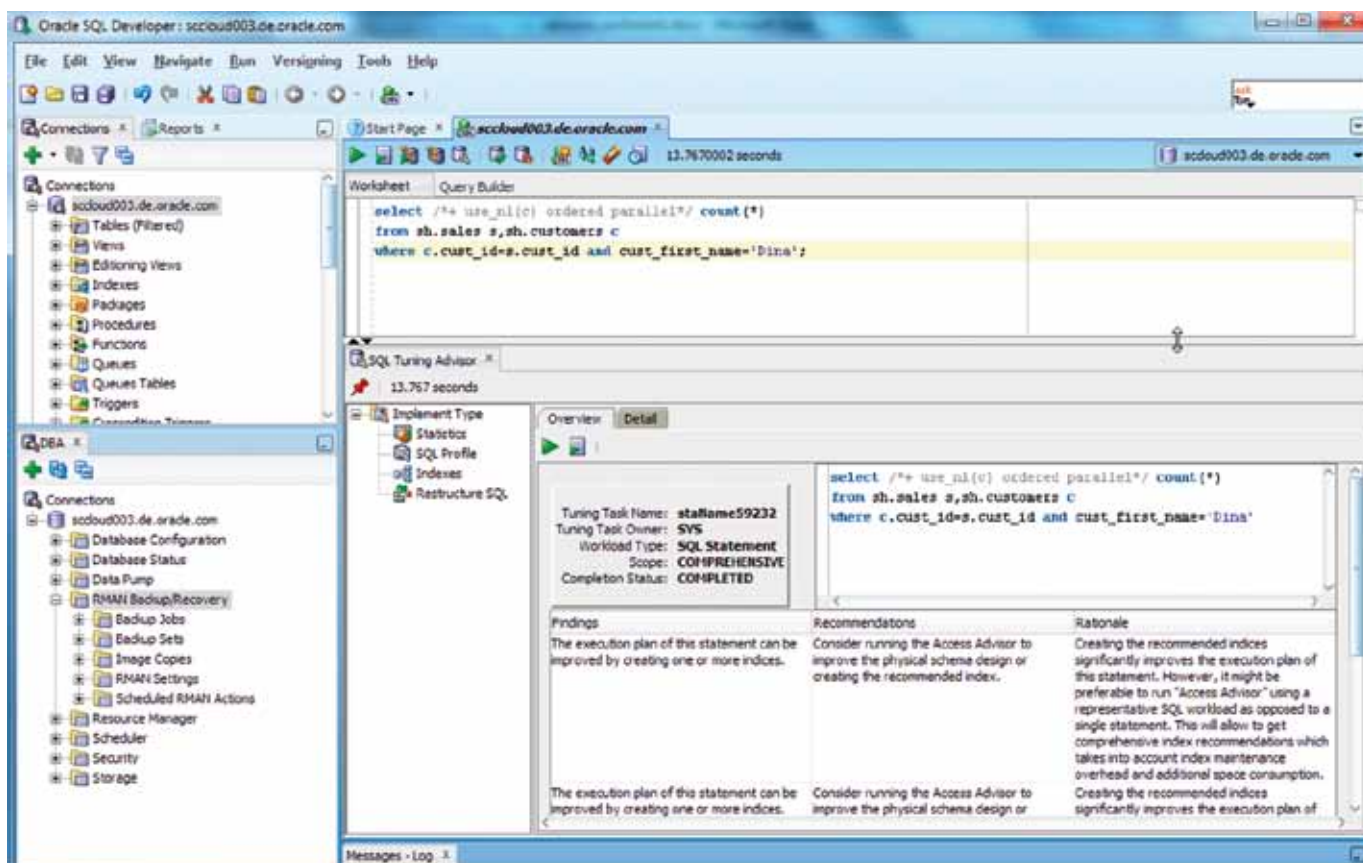 Oracle SQL Developer : sccloud003.de.oracle.com
File Edit View Navigate Run Versioning Tools Help
Connections
Reports
Start Page
sccloud003.de.oracle.com
13.7670002 seconds
sccloud003.de.oracle.com
Connections
sccloud003.de.oracle.com
Tables (Filtered)
Views
Editioning Views
Indexes
Packages
Procedures
Functions
Queues
Queues Tables
Triggers
Crossedition Triggers
Worksheet
Query Builder
select /*+ use_nl(c) ordered parallel*/ count(*)
from sh.sales s,sh.customers c
where c.cust_id=s.cust_id and cust_first_name='Dina';
DBA
Connections
sccloud003.de.oracle.com
Database Configuration
Database Status
Data Pump
RMAN Backup/Recovery
Backup Jobs
Backup Sets
Image Copies
RMAN Settings
Scheduled RMAN Actions
Resource Manager
Scheduler
Security
Storage
SQL Tuning Advisor
13.767 seconds
Implement Type
Statistics
SQL Profile
Indexes
Restructure SQL
Overview
Detail
Tuning Task Name: staName59232
Tuning Task Owner: SYS
Workload Type: SQL Statement
Scope: COMPREHENSIVE
Completion Status: COMPLETED
select /*+ use_nl(c) ordered parallel*/ count(*)
from sh.sales s,sh.customers c
where c.cust_id=s.cust_id and cust_first_name='Dina'
Findings
Recommendations
Rationale
The execution plan of this statement can be
improved by creating one or more indices.
Consider running the Access Advisor to
improve the physical schema design or
creating the recommended index.
Creating the recommended indices
significantly improves the execution plan of
this statement. However, it might be
preferable to run "Access Advisor" using a
representative SQL workload as opposed to a
single statement. This will allow to get
comprehensive index recommendations which
takes into account index maintenance
overhead and additional space consumption.
The execution plan of this statement can be
improved by creating one or more indices.
Consider running the Access Advisor to
improve the physical schema design or
Creating the recommended indices
significantly improves the execution plan of
Messages - Log